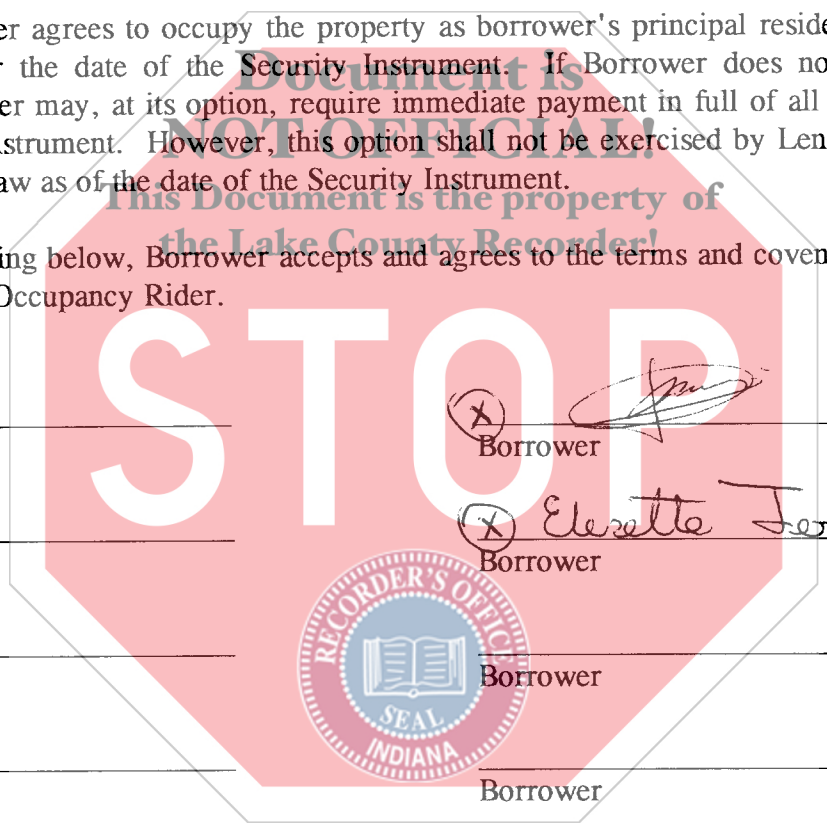 er agrees to occupy the property as borrower's principal reside
r the date of the Security Instrument. If Borrower does no
er may, at its option, require immediate payment in full of all
strument. However, this option shall not be exercised by Len
aw as of the date of the Security Instrument.
Document is
NOT OFFICIAL!
This Document is the property of
the Lake County Recorder!
ing below, Borrower accepts and agrees to the terms and coven
Occupancy Rider.
STOP
X
Borrower
X
Borrower
Borrower
Borrower
RECORDER'S OFFICE
SEAL
INDIANA